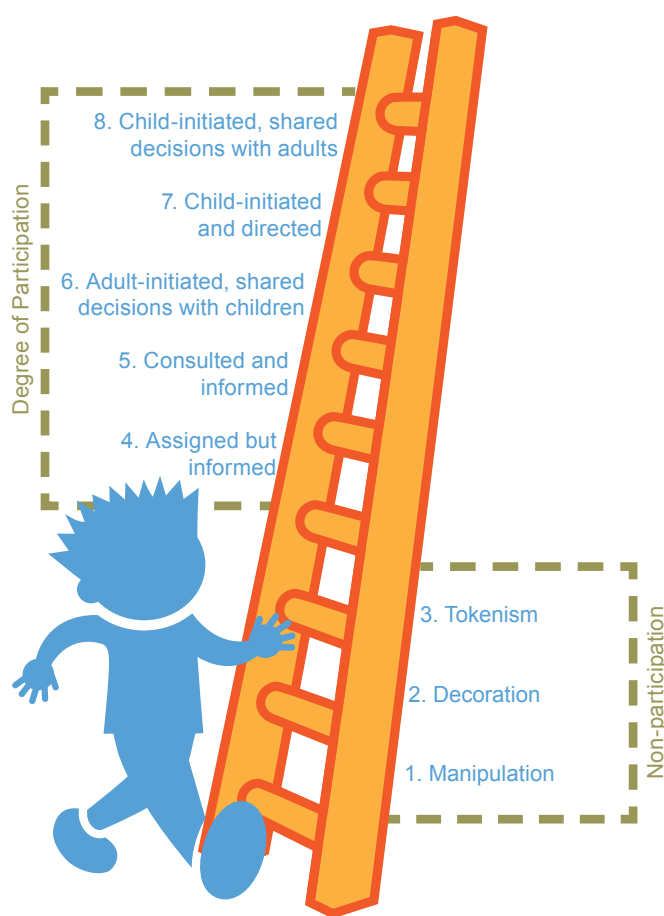 Degree of Participation
8. Child-initiated, shared
decisions with adults
7. Child-initiated
and directed
6. Adult-initiated, shared
decisions with children
5. Consulted and
informed
4. Assigned but
informed
3. Tokenism
2. Decoration
1. Manipulation
Non-participation